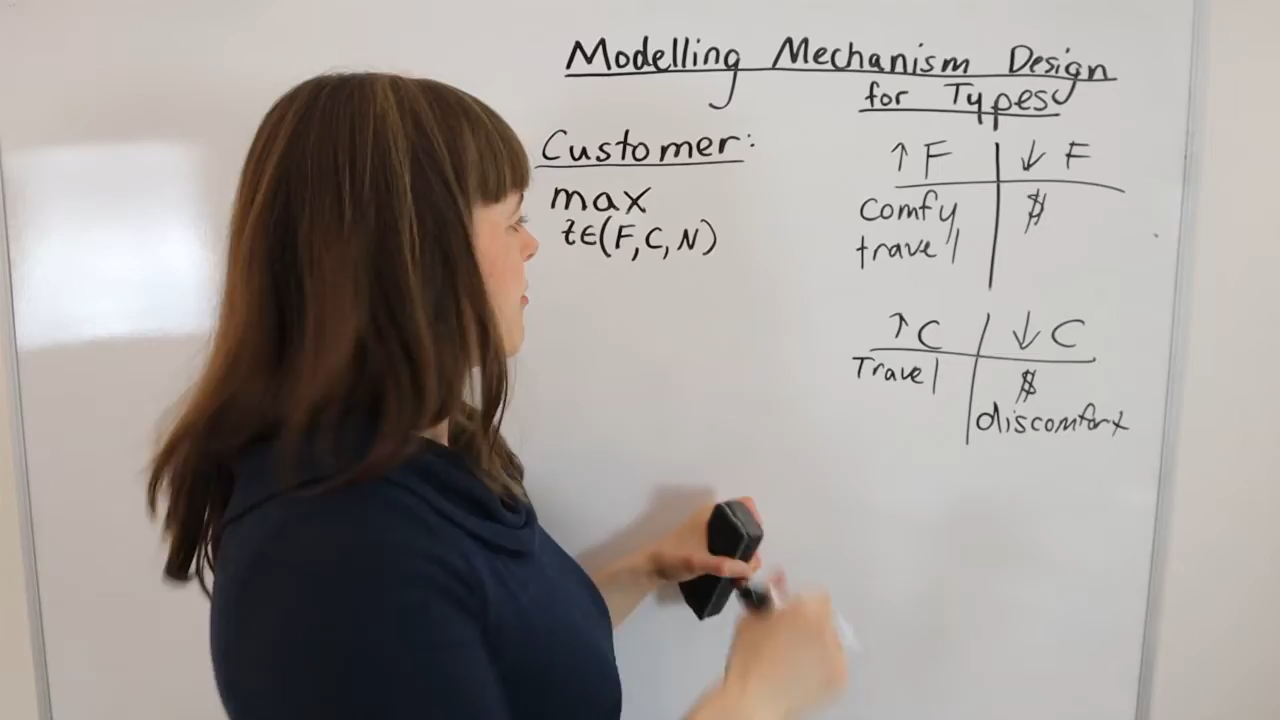 Modelling Mechanism Design
for Types
Customer:
max
t∈(F,C,N)
↑ F ↓ F
comfy $
travel
↑ C ↓ C
Travel $
discomfort